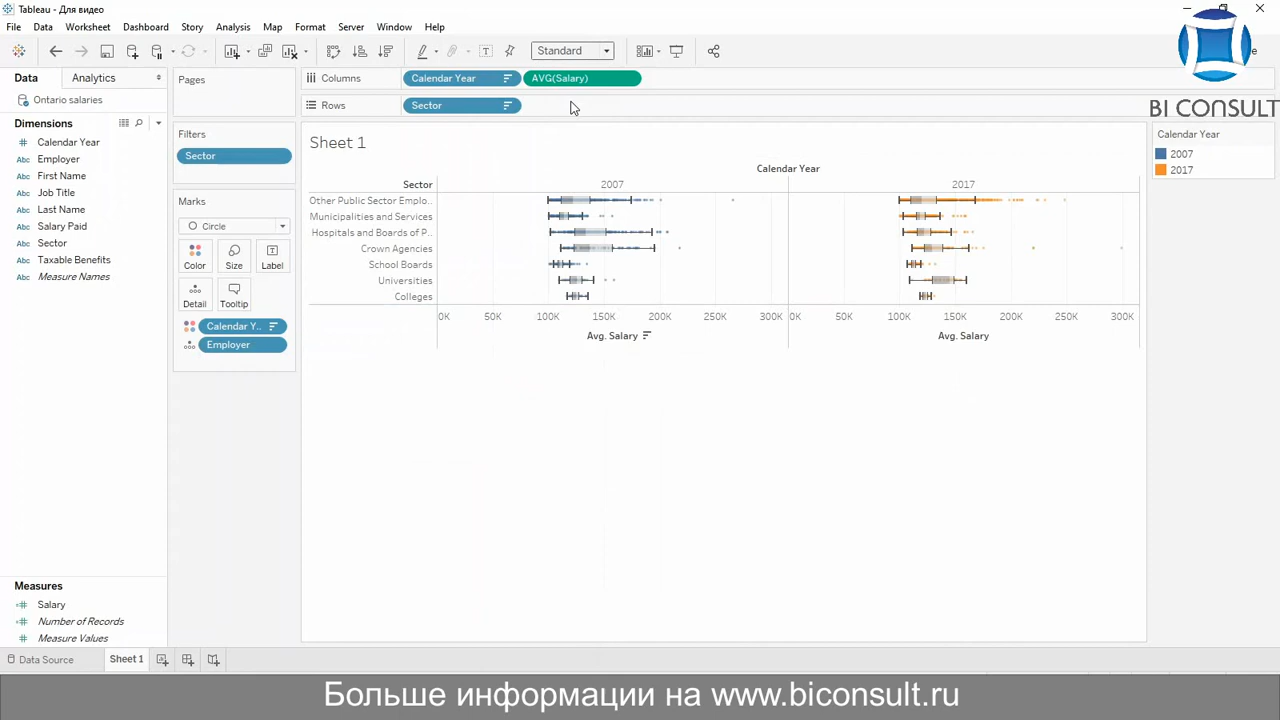 Tableau - Для видео
File Data Worksheet Dashboard Story Analysis Map Format Server Window Help
Standard
Data Analytics
Ontario salaries
Dimensions
Calendar Year
Employer
First Name
Job Title
Last Name
Salary Paid
Sector
Taxable Benefits
Measure Names
Measures
Salary
Number of Records
Measure Values
Pages
Filters
Sector
Marks
Circle
Color Size Label
Detail Tooltip
Calendar Y..
Employer
Columns Calendar Year AVG(Salary)
Rows Sector
Sheet 1
Calendar Year
Sector 2007 2017
Other Public Sector Emplo..
Municipalities and Services
Hospitals and Boards of P..
Crown Agencies
School Boards
Universities
Colleges
0K 50K 100K 150K 200K 250K 300K 0K 50K 100K 150K 200K 250K 300K
Avg. Salary Avg. Salary
BI CONSULT
Calendar Year
2007
2017
Data Source Sheet 1
Больше информации на www.biconsult.ru